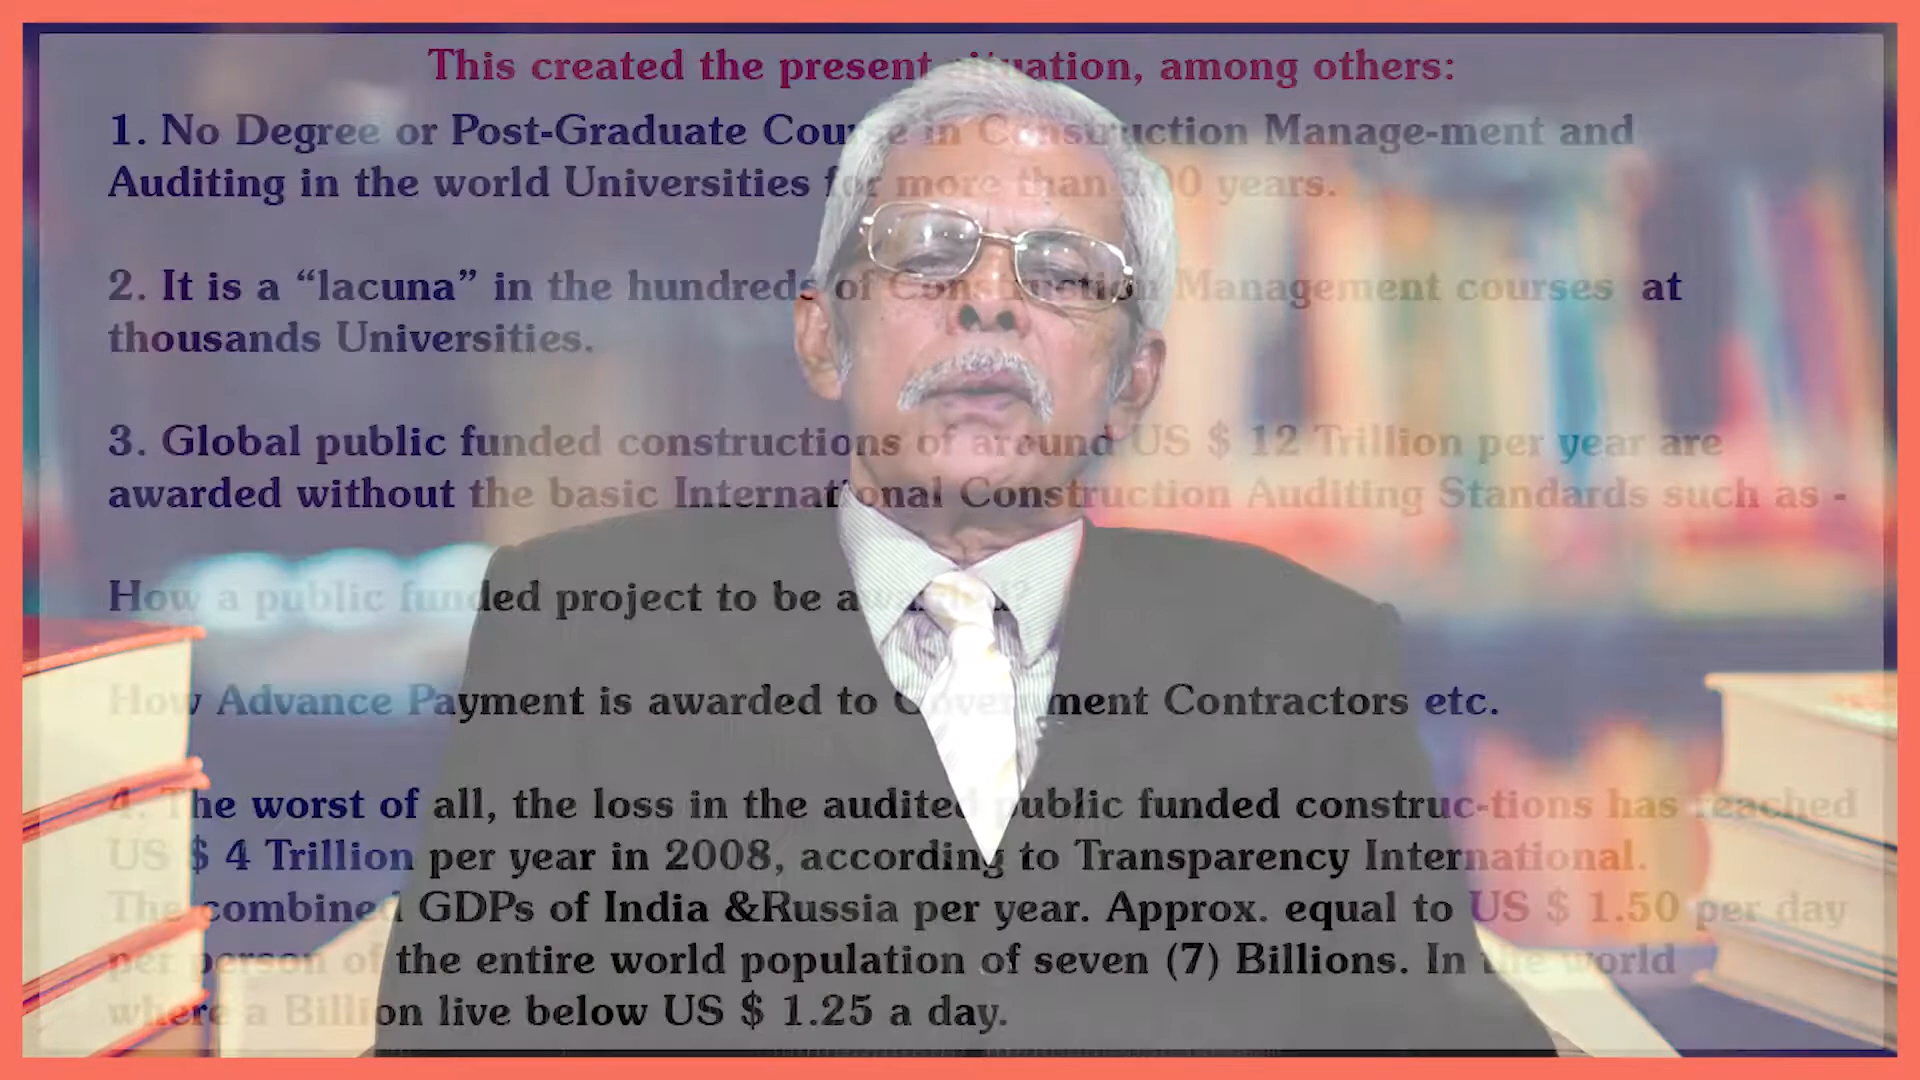 This created the present situation, among others:
1. No Degree or Post-Graduate Course in Construction Manage-ment and
Auditing in the world Universities for more than years.
2. It is a “lacuna” in the hundreds of Construction Management courses at
thousands Universities.
3. Global public funded constructions of around US $ 12 Trillion per year are
awarded without the basic International Construction Auditing Standards such as -
How a public funded project to be
How Advance Payment is awarded to Government Contractors etc.
4. The worst of all, the loss in the audited public funded construc-tions has reached
US $ 4 Trillion per year in 2008, according to Transparency International.
The combined GDPs of India &Russia per year. Approx. equal to US $ 1.50 per day
per person of the entire world population of seven (7) Billions. In the world
where a Billion live below US $ 1.25 a day.